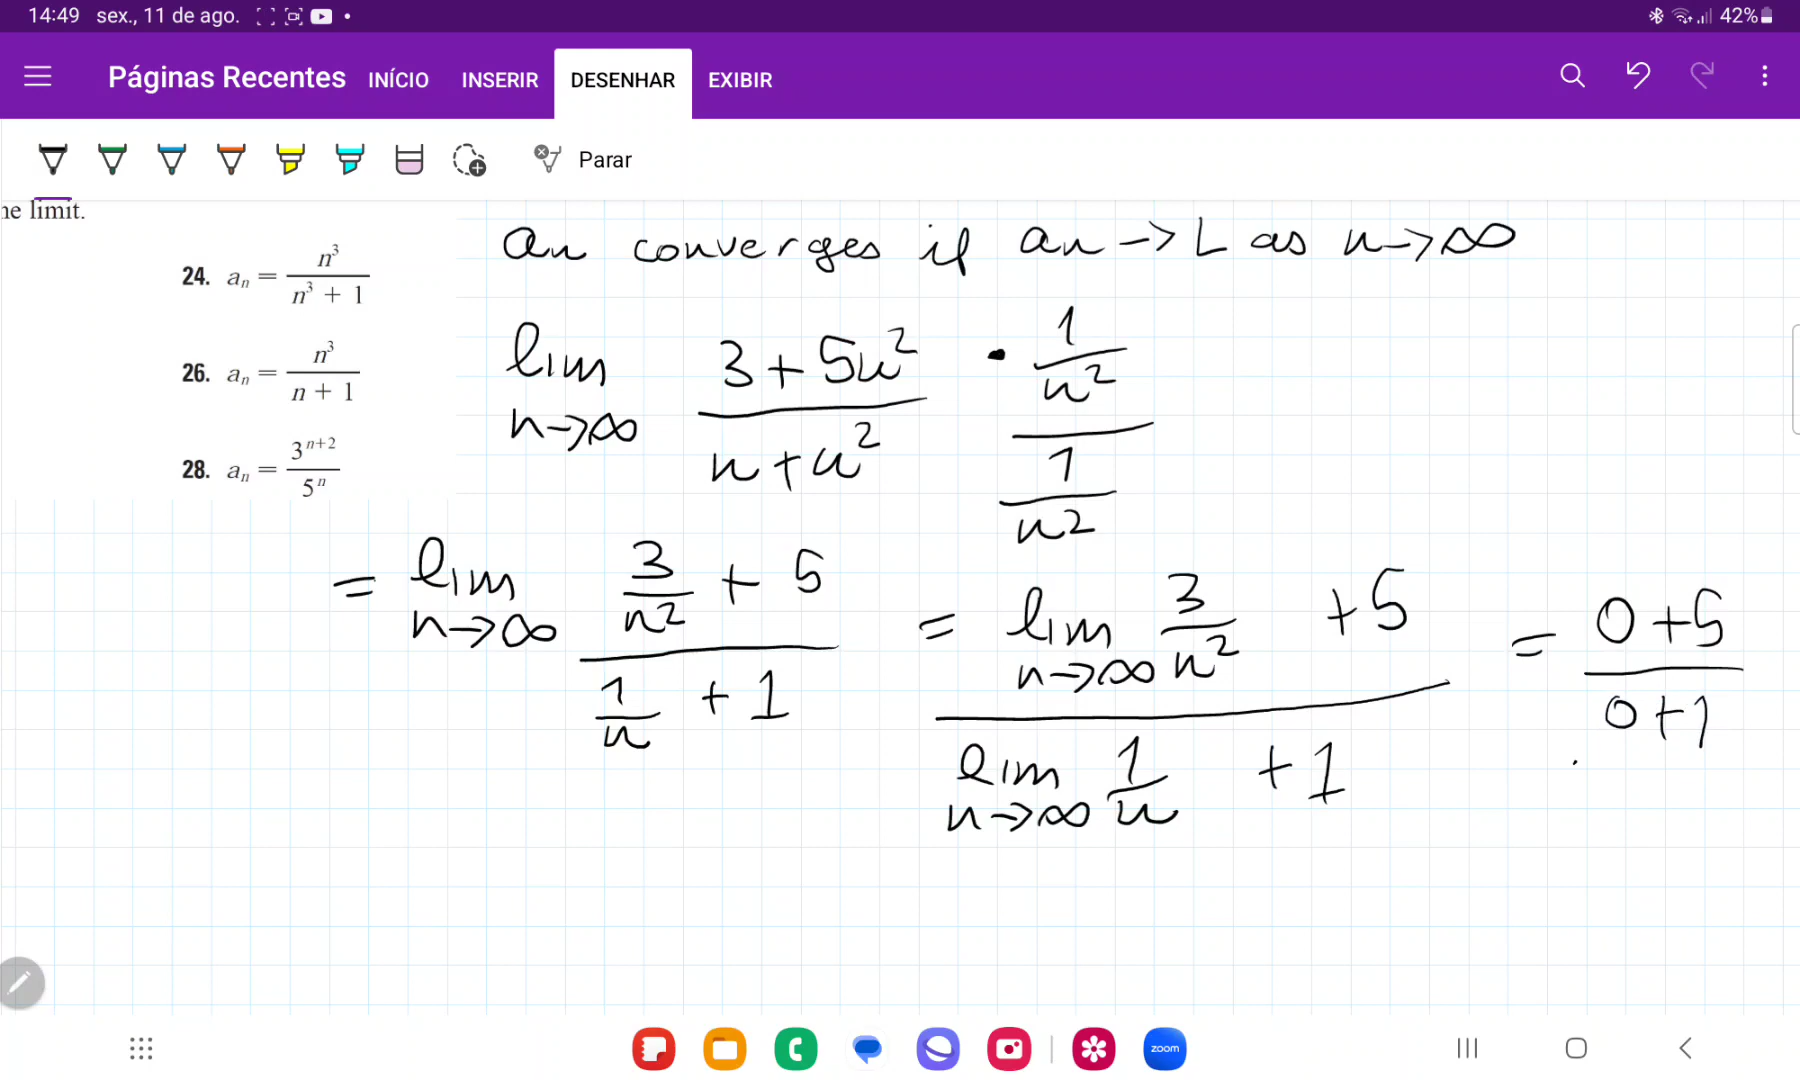 14:49 sex., 11 de ago. 42%
Páginas Recentes INÍCIO INSERIR DESENHAR EXIBIR
Parar
he limit.
24. aₙ = n³/(n³ + 1)
26. aₙ = n³/(n + 1)
28. aₙ = 3ⁿ⁺²/5ⁿ
an converges if an -> L as n->∞
lim n->∞ (3+5n²)/(n+n²) · (1/n²)/(1/n²)
= lim n->∞ (3/n² + 5)/(1/n + 1) = (lim n->∞ 3/n² + 5)/(lim n->∞ 1/n + 1) = (0+5)/(0+1)
zoom